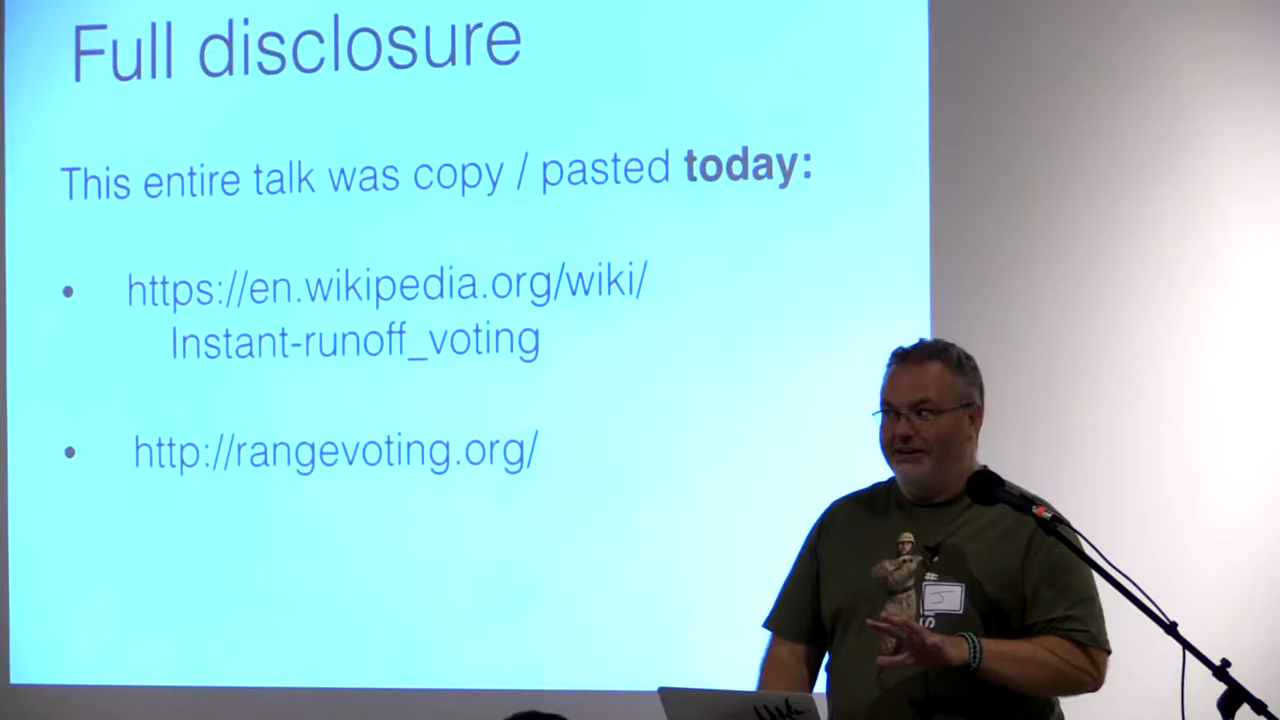 Full disclosure
This entire talk was copy / pasted today:
• https://en.wikipedia.org/wiki/
Instant-runoff_voting
• http://rangevoting.org/
J